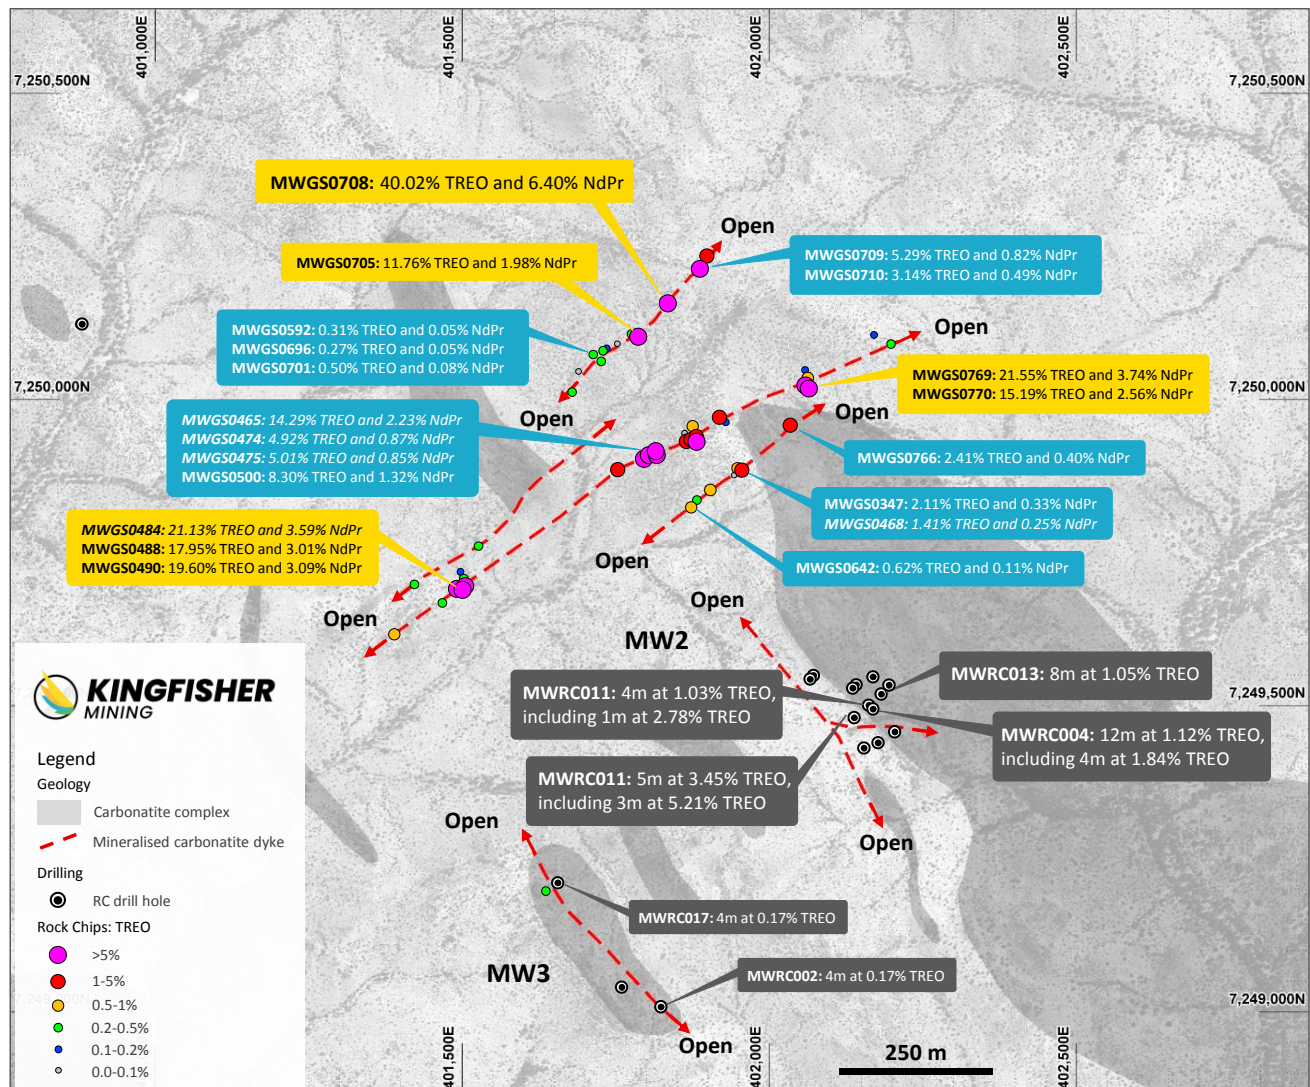 401,000E
401,500E
402,000E
402,500E
7,250,500N
7,250,500N
MWGS0708: 40.02% TREO and 6.40% NdPr
Open
MWGS0705: 11.76% TREO and 1.98% NdPr
MWGS0709: 5.29% TREO and 0.82% NdPr
MWGS0710: 3.14% TREO and 0.49% NdPr
MWGS0592: 0.31% TREO and 0.05% NdPr
MWGS0696: 0.27% TREO and 0.05% NdPr
MWGS0701: 0.50% TREO and 0.08% NdPr
Open
MWGS0769: 21.55% TREO and 3.74% NdPr
MWGS0770: 15.19% TREO and 2.56% NdPr
7,250,000N
7,250,000N
Open
Open
MWGS0465: 14.29% TREO and 2.23% NdPr
MWGS0474: 4.92% TREO and 0.87% NdPr
MWGS0475: 5.01% TREO and 0.85% NdPr
MWGS0500: 8.30% TREO and 1.32% NdPr
MWGS0766: 2.41% TREO and 0.40% NdPr
MWGS0347: 2.11% TREO and 0.33% NdPr
MWGS0468: 1.41% TREO and 0.25% NdPr
MWGS0484: 21.13% TREO and 3.59% NdPr
MWGS0488: 17.95% TREO and 3.01% NdPr
MWGS0490: 19.60% TREO and 3.09% NdPr
Open
MWGS0642: 0.62% TREO and 0.11% NdPr
Open
Open
MW2
MWRC011: 4m at 1.03% TREO,
including 1m at 2.78% TREO
MWRC013: 8m at 1.05% TREO
7,249,500N
MWRC004: 12m at 1.12% TREO,
including 4m at 1.84% TREO
MWRC011: 5m at 3.45% TREO,
including 3m at 5.21% TREO
Open
Open
MWRC017: 4m at 0.17% TREO
MW3
MWRC002: 4m at 0.17% TREO
7,249,000N
Open
250 m
401,500E
402,000E
402,500E
KINGFISHER
MINING
Legend
Geology
Carbonatite complex
Mineralised carbonatite dyke
Drilling
RC drill hole
Rock Chips: TREO
>5%
1-5%
0.5-1%
0.2-0.5%
0.1-0.2%
0.0-0.1%